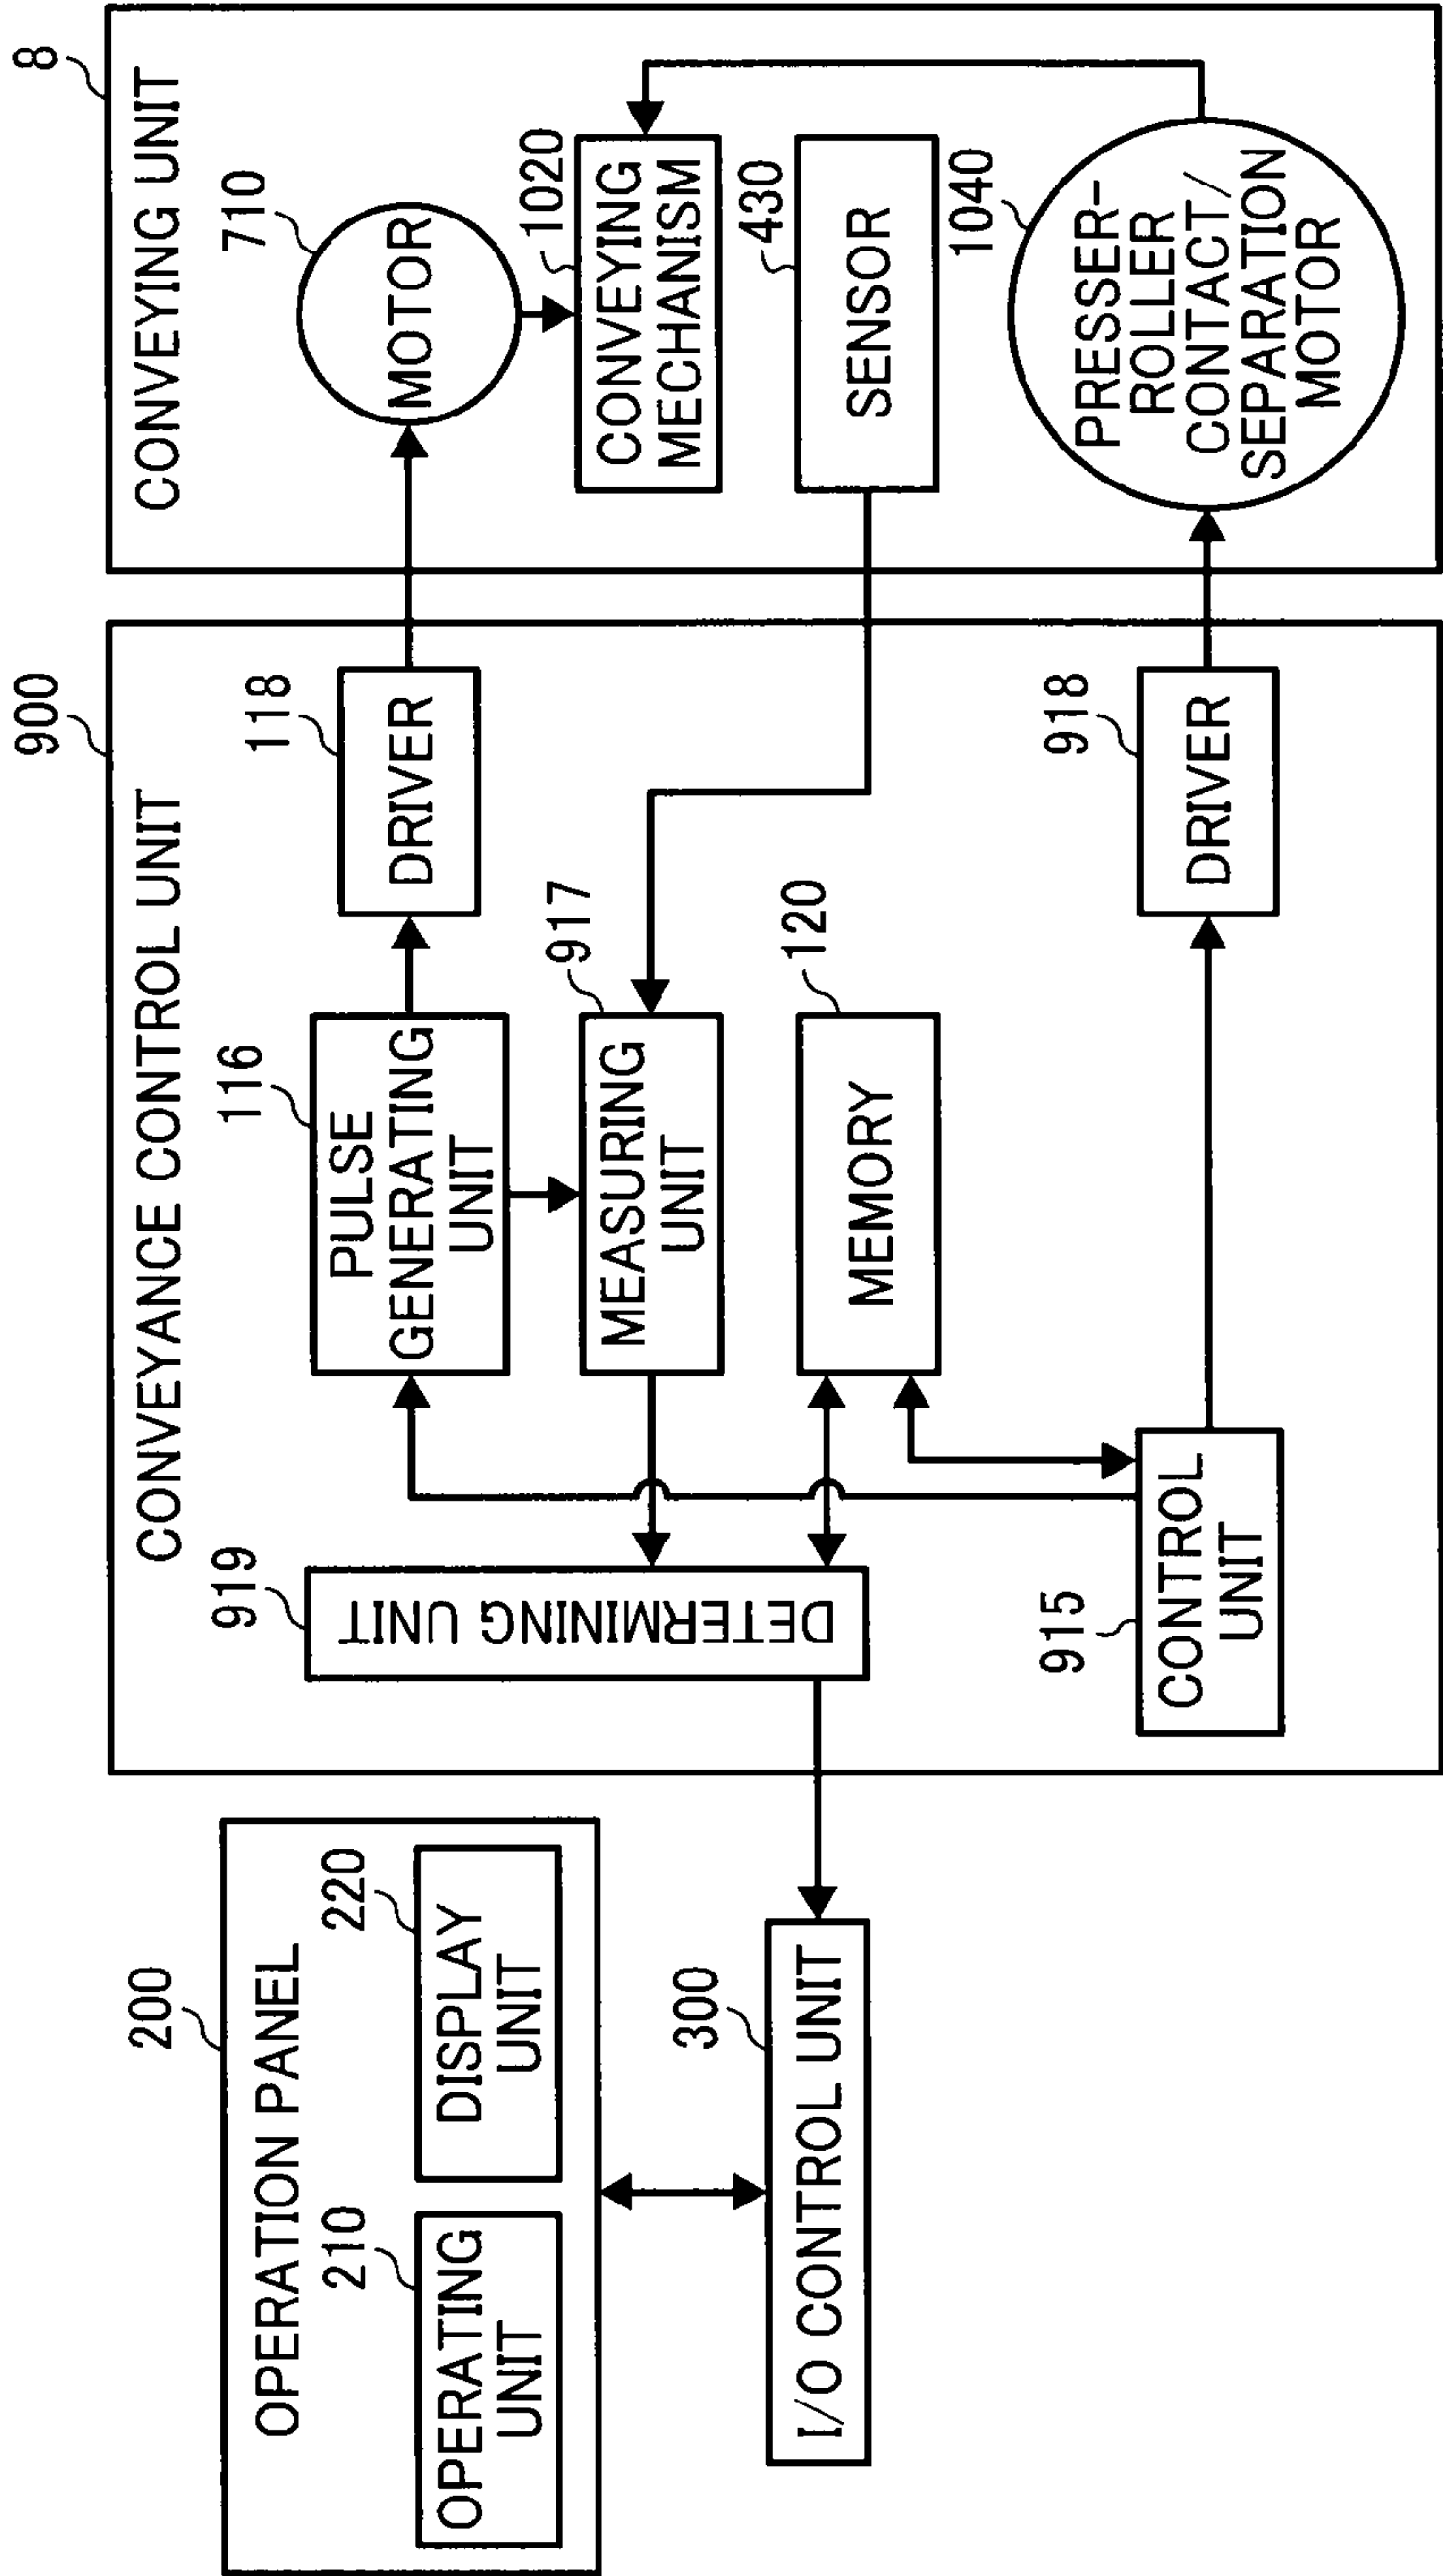 200
OPERATION PANEL
210
OPERATING
UNIT
220
DISPLAY
UNIT
300
I/O CONTROL UNIT
900
CONVEYANCE CONTROL UNIT
919
DETERMINING UNIT
116
PULSE
GENERATING
UNIT
118
DRIVER
917
MEASURING
UNIT
120
MEMORY
915
CONTROL
UNIT
918
DRIVER
8
CONVEYING UNIT
710
MOTOR
1020
CONVEYING
MECHANISM
430
SENSOR
1040
PRESSER-
ROLLER
CONTACT/
SEPARATION
MOTOR